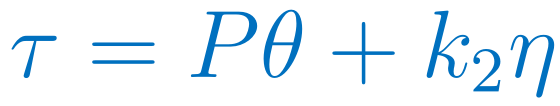 τ = Pθ + k₂η